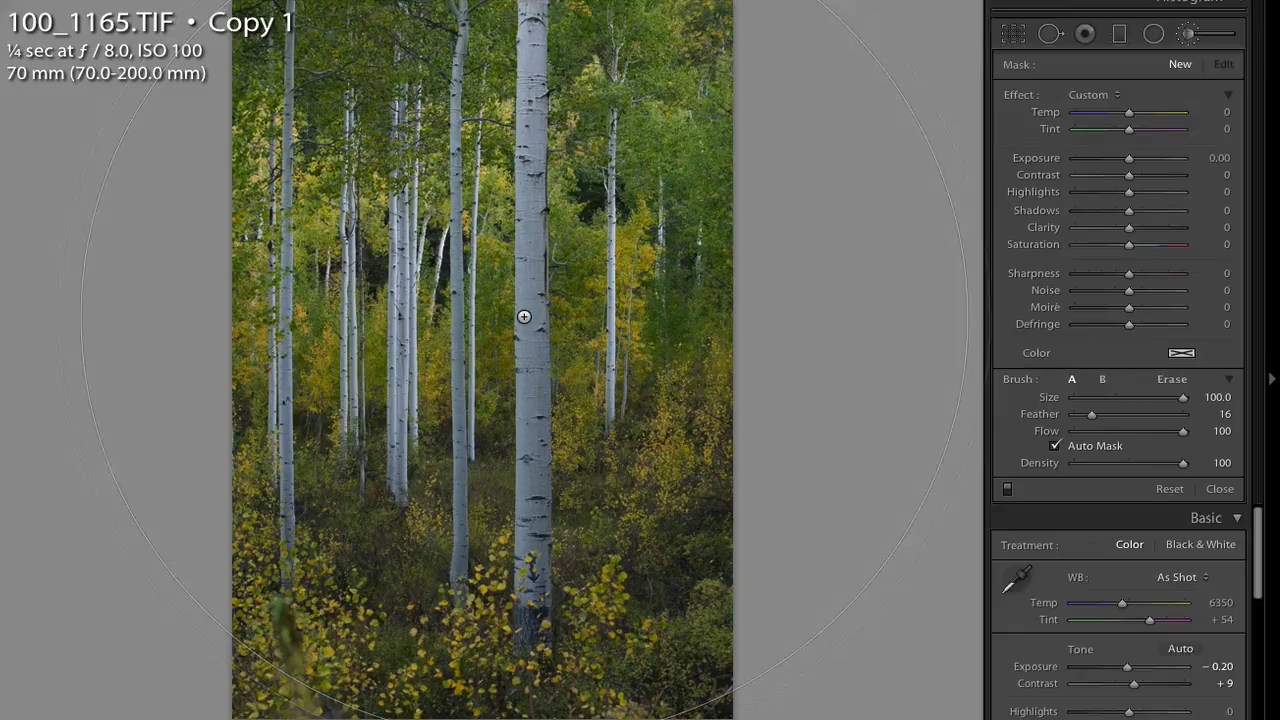 100_1165.TIF • Copy 1
¼ sec at ƒ / 8.0, ISO 100
70 mm (70.0-200.0 mm)
Histogram
Mask : New Edit
Effect : Custom
Temp 0
Tint 0
Exposure 0.00
Contrast 0
Highlights 0
Shadows 0
Clarity 0
Saturation 0
Sharpness 0
Noise 0
Moiré 0
Defringe 0
Color
Brush : A B Erase
Size 100.0
Feather 16
Flow 100
Auto Mask
Density 100
Reset Close
Basic
Treatment : Color Black & White
WB : As Shot
Temp 6350
Tint + 54
Tone Auto
Exposure – 0.20
Contrast + 9
Highlights 0